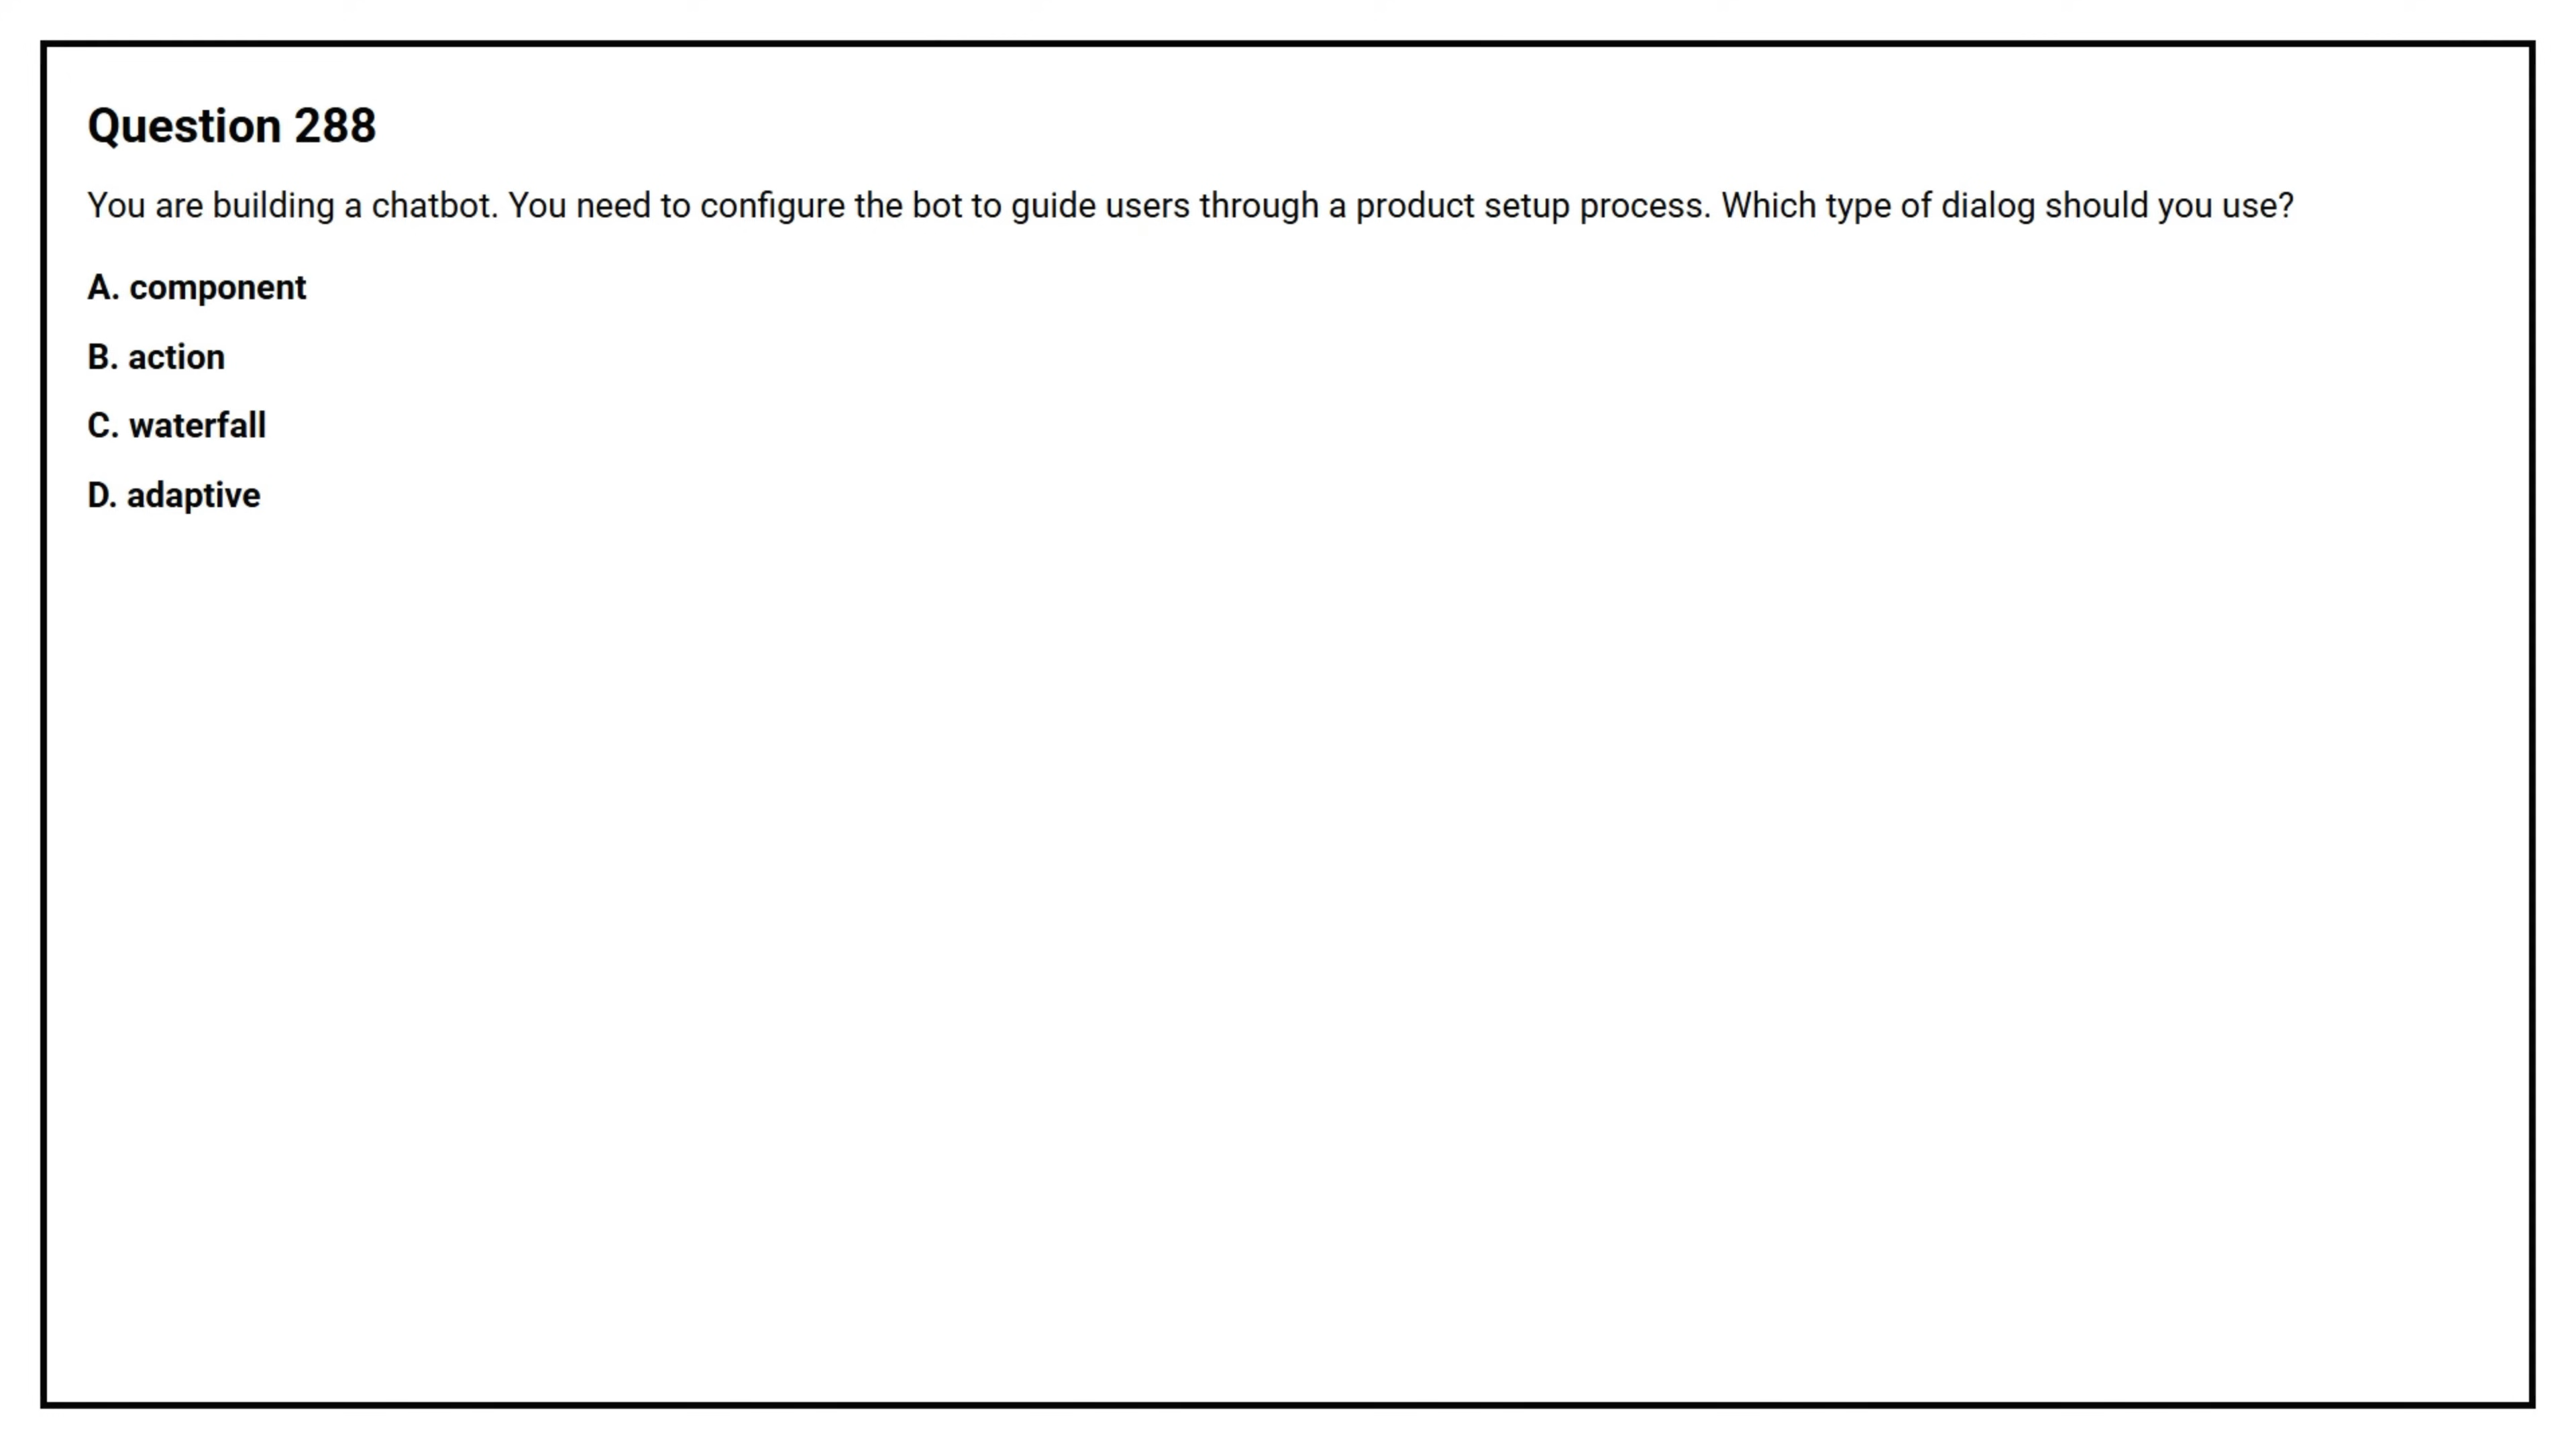 Question 288
You are building a chatbot. You need to configure the bot to guide users through a product setup process. Which type of dialog should you use?
A. component
B. action
C. waterfall
D. adaptive